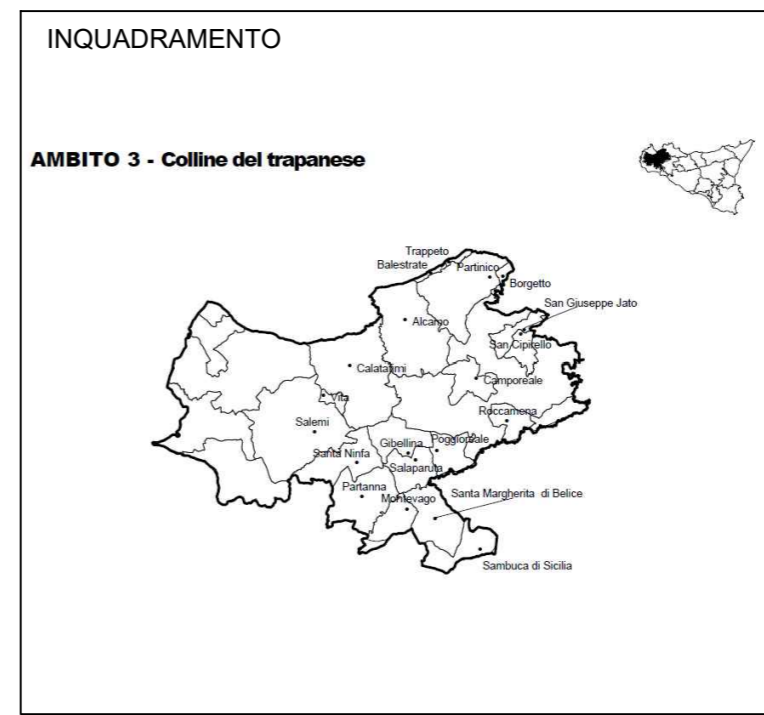 INQUADRAMENTO
AMBITO 3 - Colline del trapanese
Trappeto
Balestrate
Partinico
Borgetto
San Giuseppe Jato
Alcamo
San Cipirello
Calatafimi
Camporeale
Vita
Roccamena
Salemi
Gibellina
Poggioreale
Santa Ninfa
Salaparuta
Partanna
Montevago
Santa Margherita di Belice
Sambuca di Sicilia